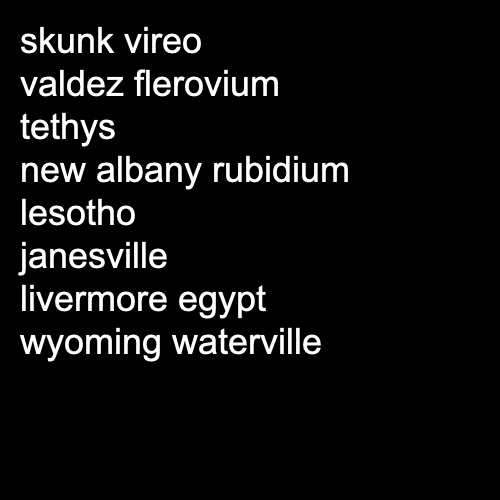 skunk vireo
valdez flerovium
tethys
new albany rubidium
lesotho
janesville
livermore egypt
wyoming waterville